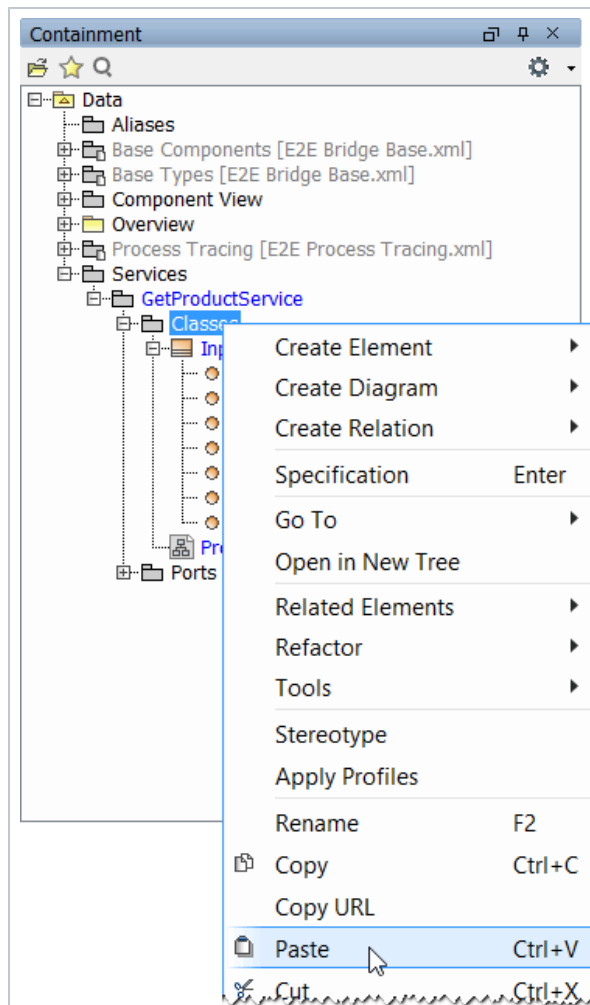 Containment
Data
Aliases
Base Components [E2E Bridge Base.xml]
Base Types [E2E Bridge Base.xml]
Component View
Overview
Process Tracing [E2E Process Tracing.xml]
Services
GetProductService
Classes
Create Element
Create Diagram
Create Relation
Specification Enter
Go To
Open in New Tree
Related Elements
Ports
Refactor
Tools
Stereotype
Apply Profiles
Rename F2
Copy Ctrl+C
Copy URL
Paste Ctrl+V
Cut Ctrl+X